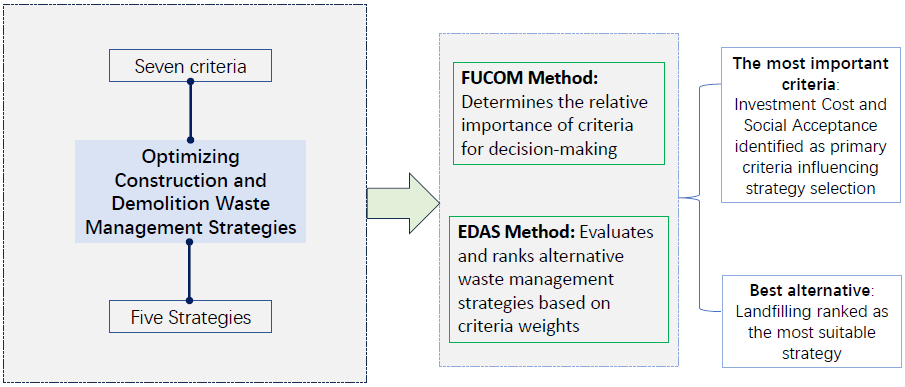 Seven criteria
Optimizing
Construction and
Demolition Waste
Management Strategies
Five Strategies
FUCOM Method:
Determines the relative
importance of criteria
for decision-making
EDAS Method: Evaluates
and ranks alternative
waste management
strategies based on
criteria weights
The most important
criteria:
Investment Cost and
Social Acceptance
identified as primary
criteria influencing
strategy selection
Best alternative:
Landfilling ranked as
the most suitable
strategy